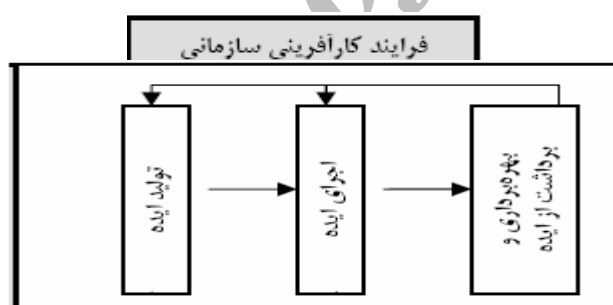 فرایند کارآفرینی سازمانی
تولید ایده
اجرای ایده
بهره‌برداری و
برداشت از ایده